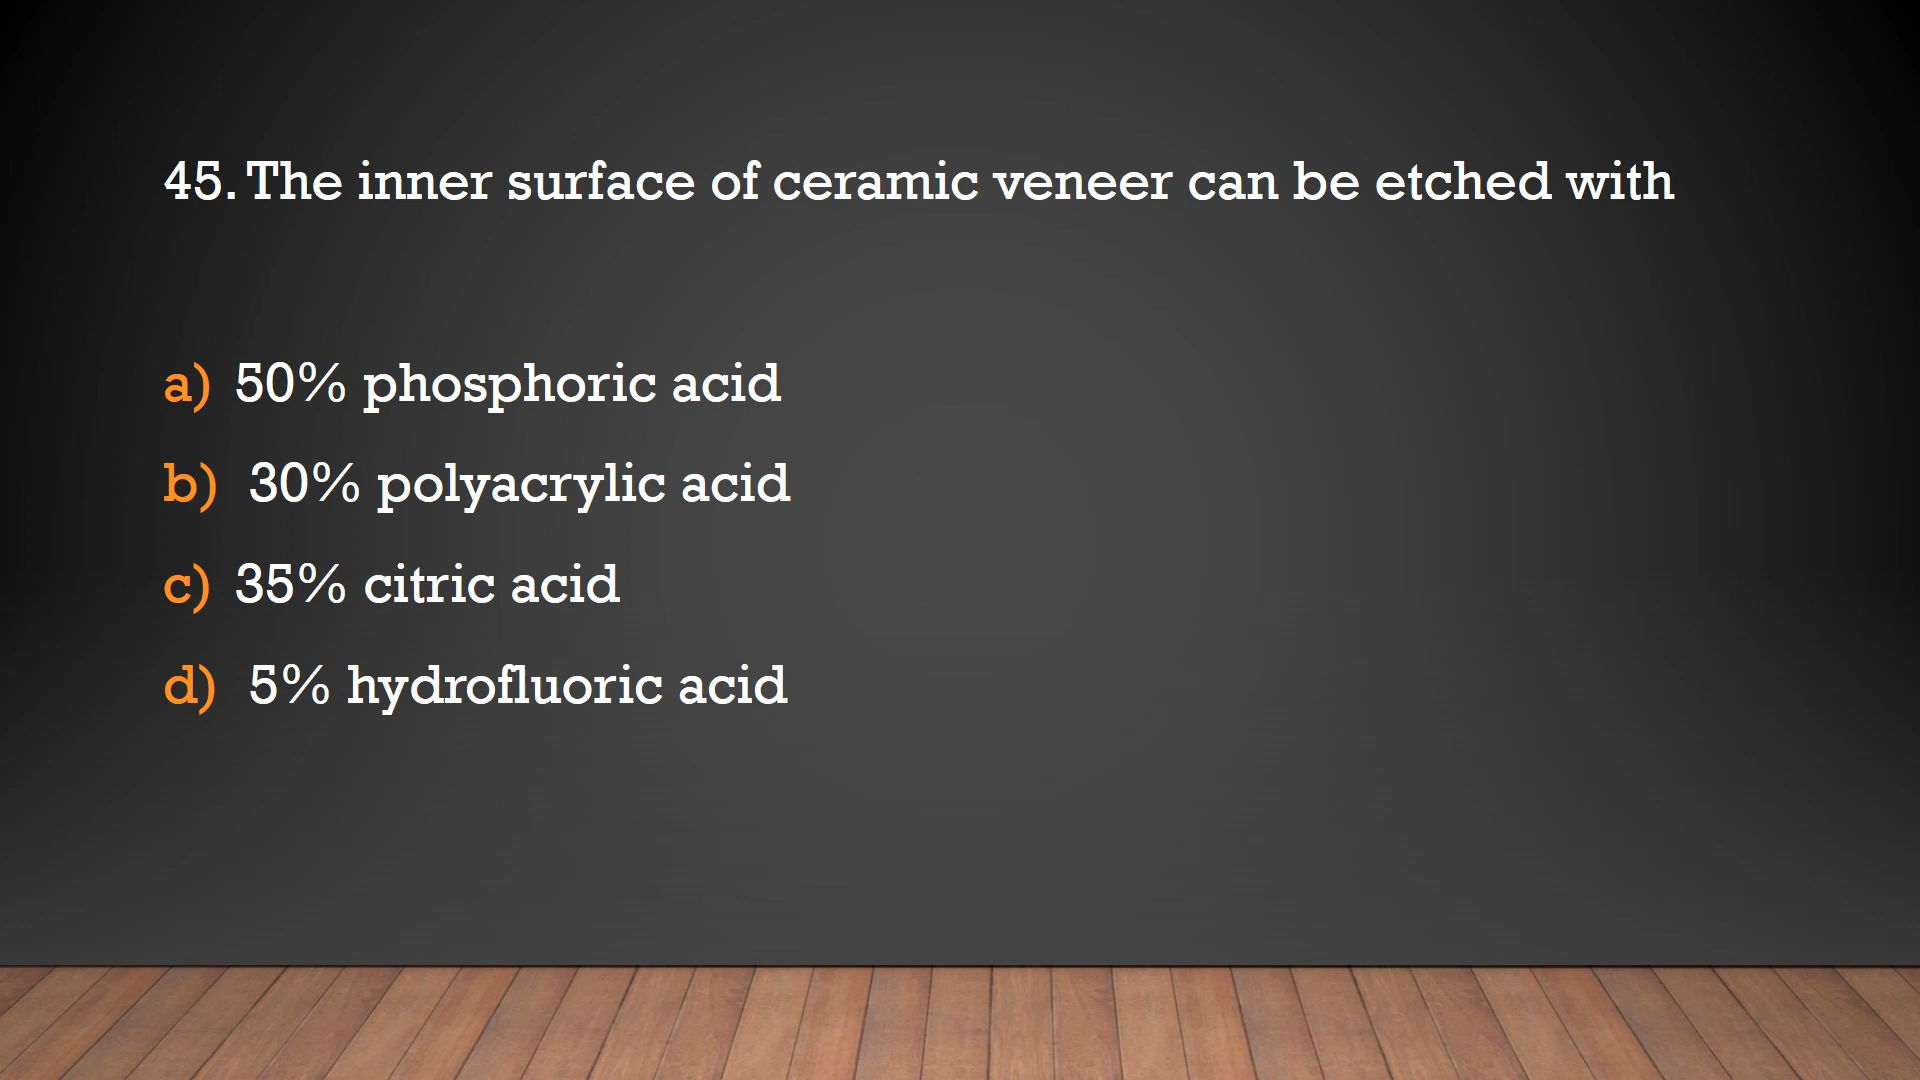 45. The inner surface of ceramic veneer can be etched with
a) 50% phosphoric acid
b) 30% polyacrylic acid
c) 35% citric acid
d) 5% hydrofluoric acid